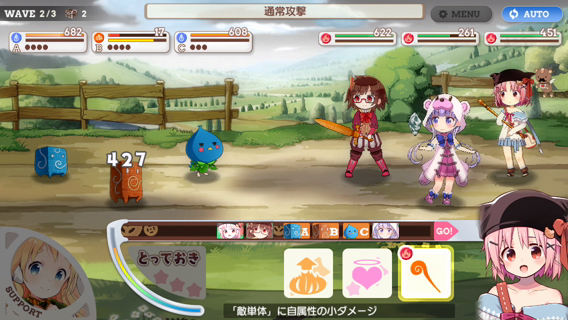 WAVE 2/3 2
通常攻撃
MENU
AUTO
682
A
17
B
608
C
622
261
451
427
A B C GO!
とっておき
SUPPORT
「敵単体」に自属性の小ダメージ